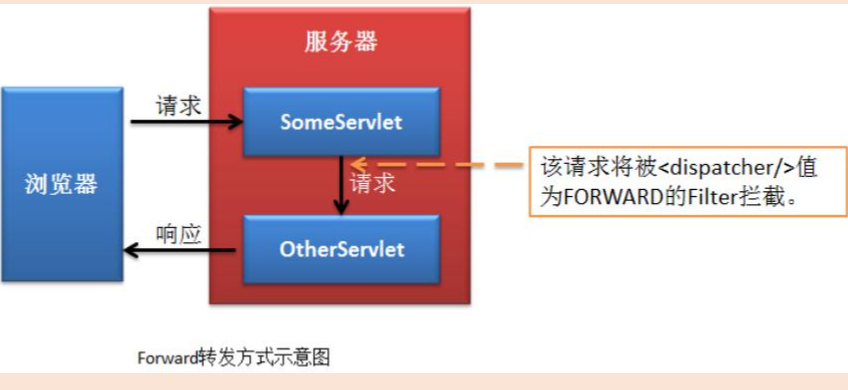 服务器
请求
SomeServlet
浏览器
请求
该请求将被<dispatcher/>值
为FORWARD的Filter拦截。
响应
OtherServlet
Forward转发方式示意图